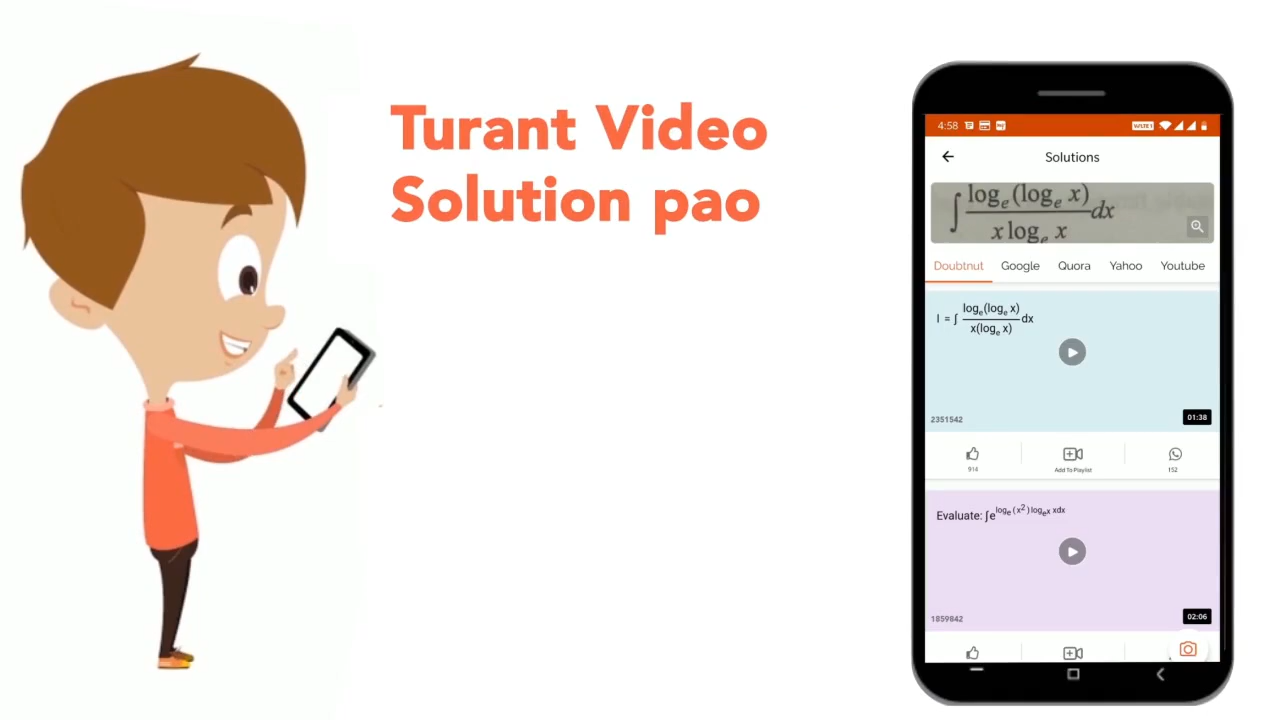 Turant Video
Solution pao
4:58
VoLTE1
Solutions
∫ logₑ(logₑ x) / x logₑ x dx
Doubtnut Google Quora Yahoo Youtube
I = ∫ logₑ(logₑ x) / x(logₑ x) dx
2351542 01:38
914 Add To Playlist 152
Evaluate: ∫e^logₑ(x²)logₑx xdx
1859842 02:06